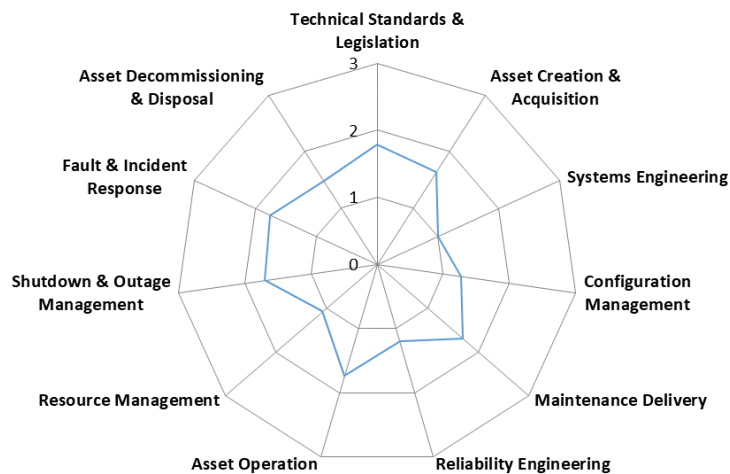 Technical Standards &
Legislation
3
Asset Decommissioning
& Disposal
Asset Creation &
Acquisition
2
Fault & Incident
Response
Systems Engineering
1
0
Shutdown & Outage
Management
Configuration
Management
Resource Management
Maintenance Delivery
Asset Operation
Reliability Engineering